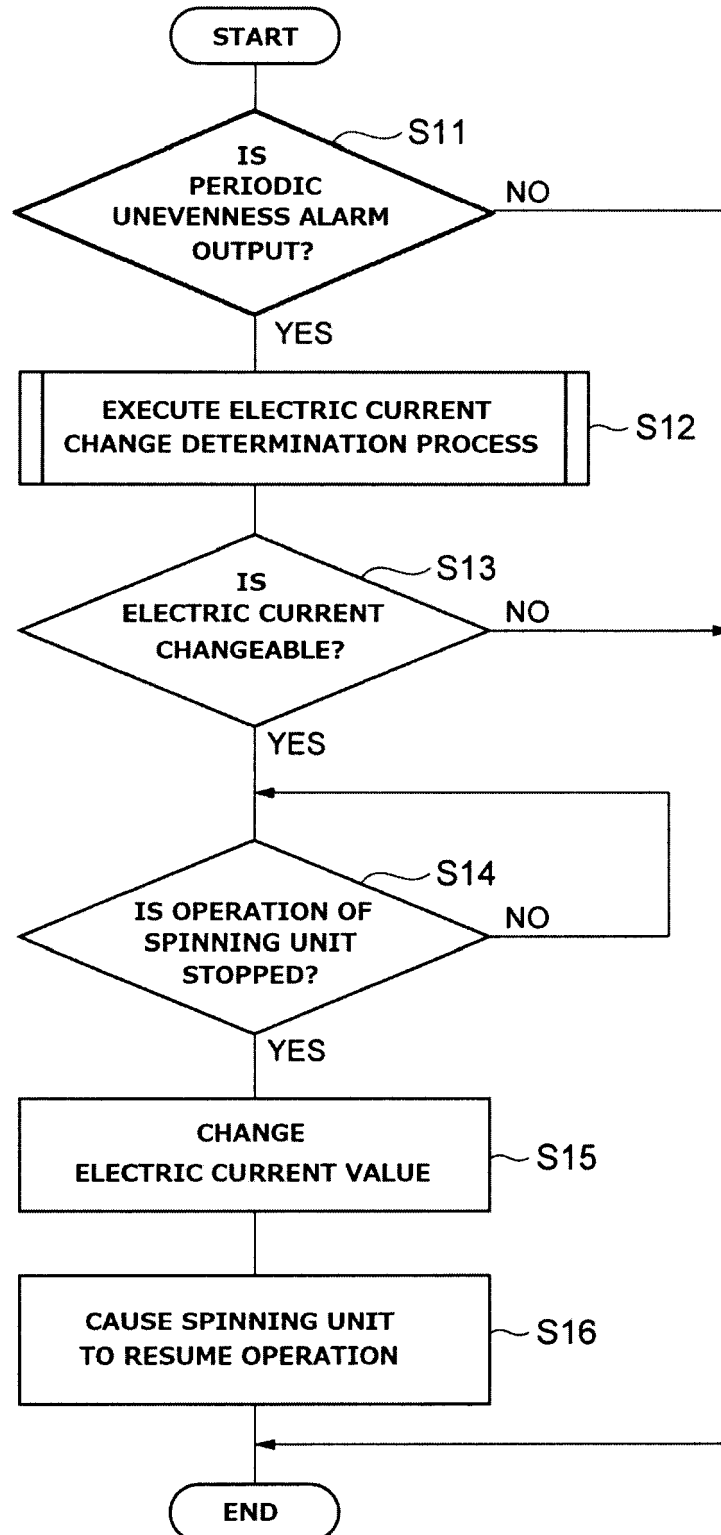 START
S11
IS
PERIODIC
UNEVENNESS ALARM
OUTPUT?
NO
YES
EXECUTE ELECTRIC CURRENT
CHANGE DETERMINATION PROCESS
S12
S13
IS
ELECTRIC CURRENT
CHANGEABLE?
NO
YES
S14
IS OPERATION OF
SPINNING UNIT
STOPPED?
NO
YES
CHANGE
ELECTRIC CURRENT VALUE
S15
CAUSE SPINNING UNIT
TO RESUME OPERATION
S16
END